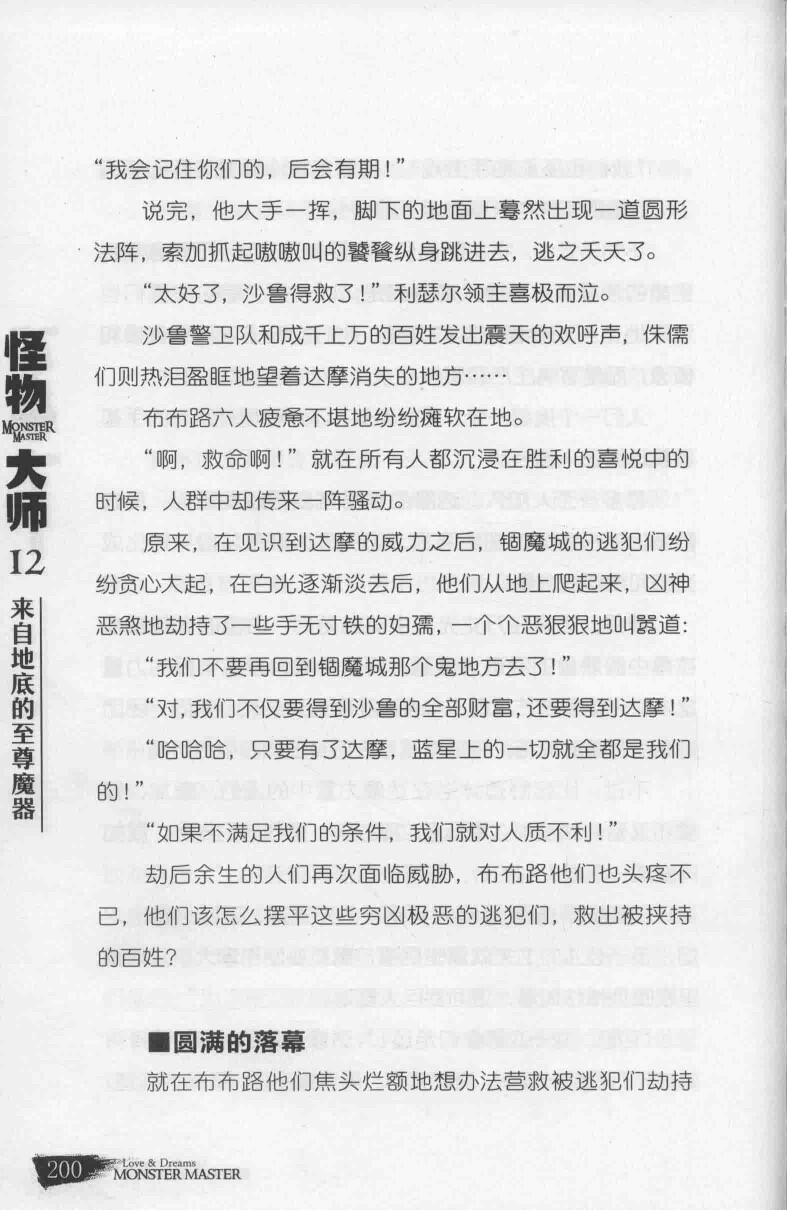 “我会记住你们的，后会有期！”
说完，他大手一挥，脚下的地面上蓦然出现一道圆形
法阵，索加抓起嗷嗷叫的饕餮纵身跳进去，逃之夭夭了。
“太好了，沙鲁得救了！”利瑟尔领主喜极而泣。
沙鲁警卫队和成千上万的百姓发出震天的欢呼声，侏儒
们则热泪盈眶地望着达摩消失的地方……
布布路六人疲惫不堪地纷纷瘫软在地。
“啊，救命啊！”就在所有人都沉浸在胜利的喜悦中的
时候，人群中却传来一阵骚动。
原来，在见识到达摩的威力之后，锢魔城的逃犯们纷
纷贪心大起，在白光逐渐淡去后，他们从地上爬起来，凶神
恶煞地劫持了一些手无寸铁的妇孺，一个个恶狠狠地叫嚣道：
“我们不要再回到锢魔城那个鬼地方去了！”
“对，我们不仅要得到沙鲁的全部财富，还要得到达摩！”
“哈哈哈，只要有了达摩，蓝星上的一切就全都是我们
的！”
“如果不满足我们的条件，我们就对人质不利！”
劫后余生的人们再次面临威胁，布布路他们也头疼不
已，他们该怎么摆平这些穷凶极恶的逃犯们，救出被挟持
的百姓？
■圆满的落幕
就在布布路他们焦头烂额地想办法营救被逃犯们劫持
怪物
MONSTER
MASTER
大师
12
来自地底的至尊魔器
200
Love & Dreams
MONSTER MASTER